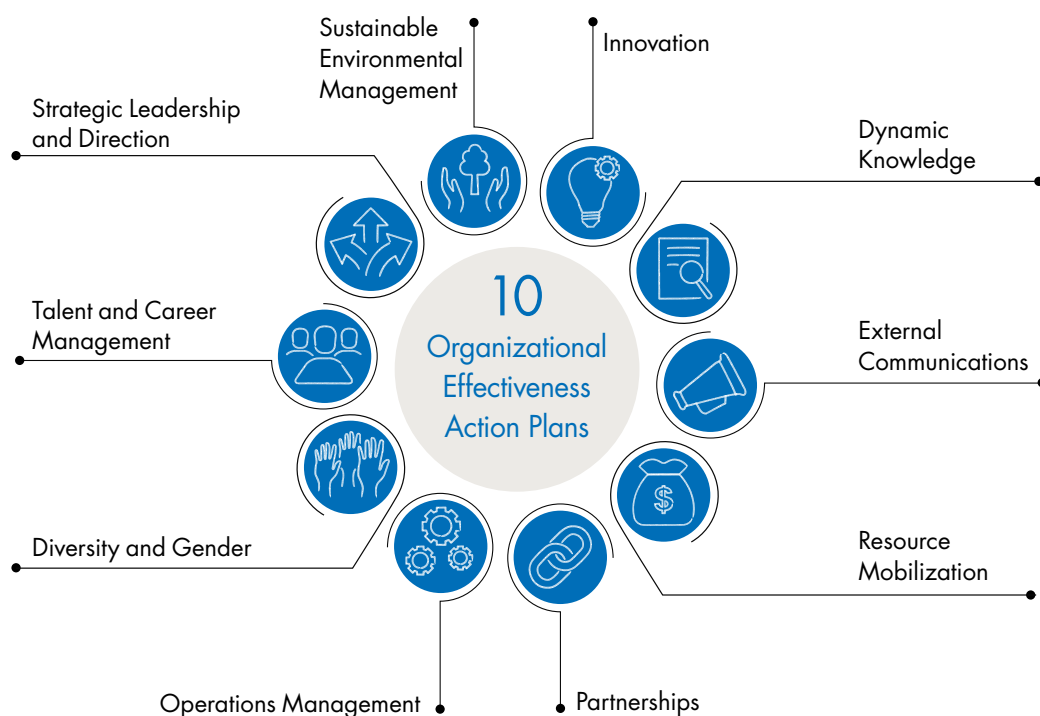 Sustainable
Environmental
Management
Innovation
Strategic Leadership
and Direction
Dynamic
Knowledge
10
Organizational
Effectiveness
Action Plans
Talent and Career
Management
External
Communications
$
Diversity and Gender
Resource
Mobilization
Operations Management
Partnerships